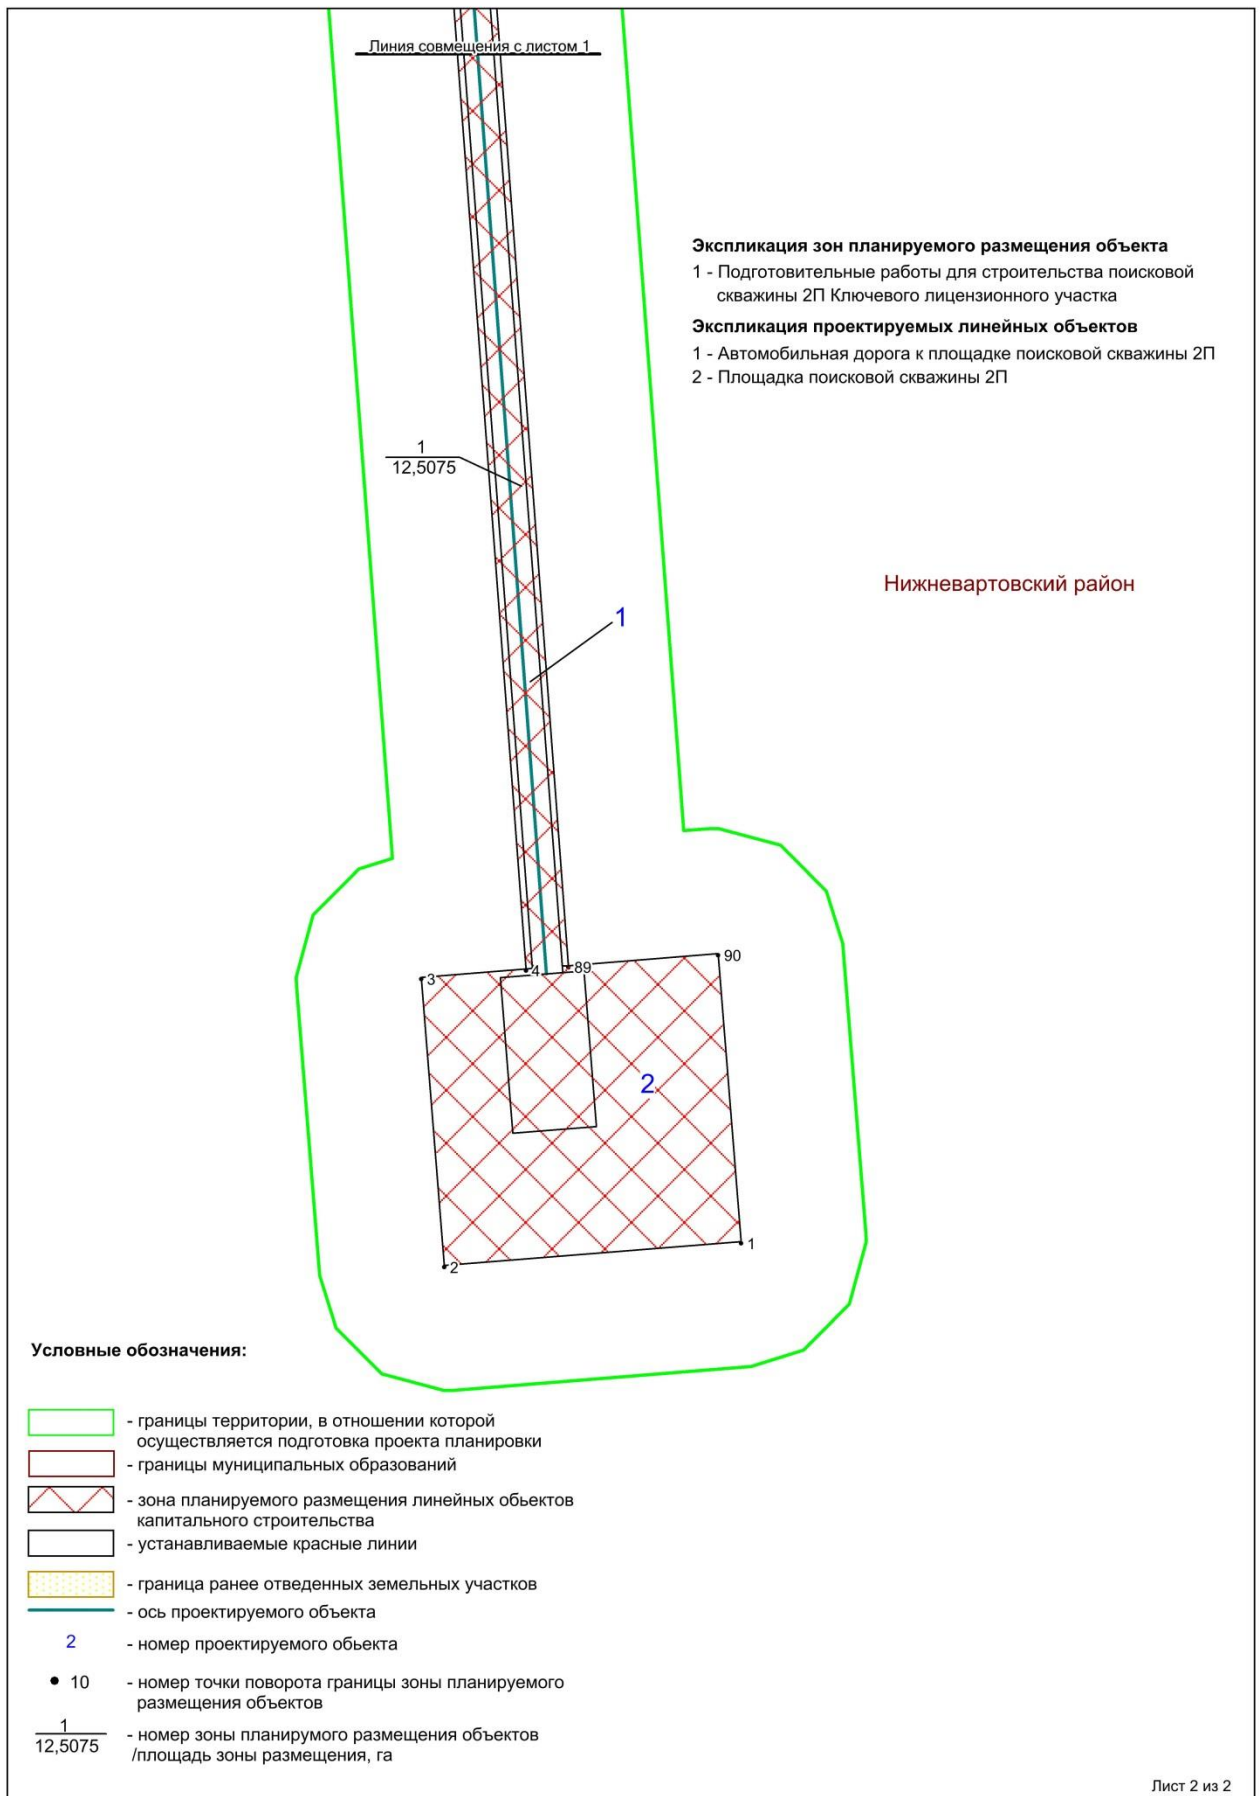 Линия совмещения с листом 1
Экспликация зон планируемого размещения объекта
1 - Подготовительные работы для строительства поисковой
скважины 2П Ключевого лицензионного участка
Экспликация проектируемых линейных объектов
1 - Автомобильная дорога к площадке поисковой скважины 2П
2 - Площадка поисковой скважины 2П
1
12,5075
Нижневартовский район
1
90
89
4
3
2
1
2
Условные обозначения:
- границы территории, в отношении которой
осуществляется подготовка проекта планировки
- границы муниципальных образований
- зона планируемого размещения линейных обьектов
капитального строительства
- устанавливаемые красные линии
- граница ранее отведенных земельных участков
- ось проектируемого объекта
2 - номер проектируемого обьекта
10 - номер точки поворота границы зоны планируемого
размещения объектов
1
12,5075
- номер зоны планирумого размещения объектов
/площадь зоны размещения, га
Лист 2 из 2